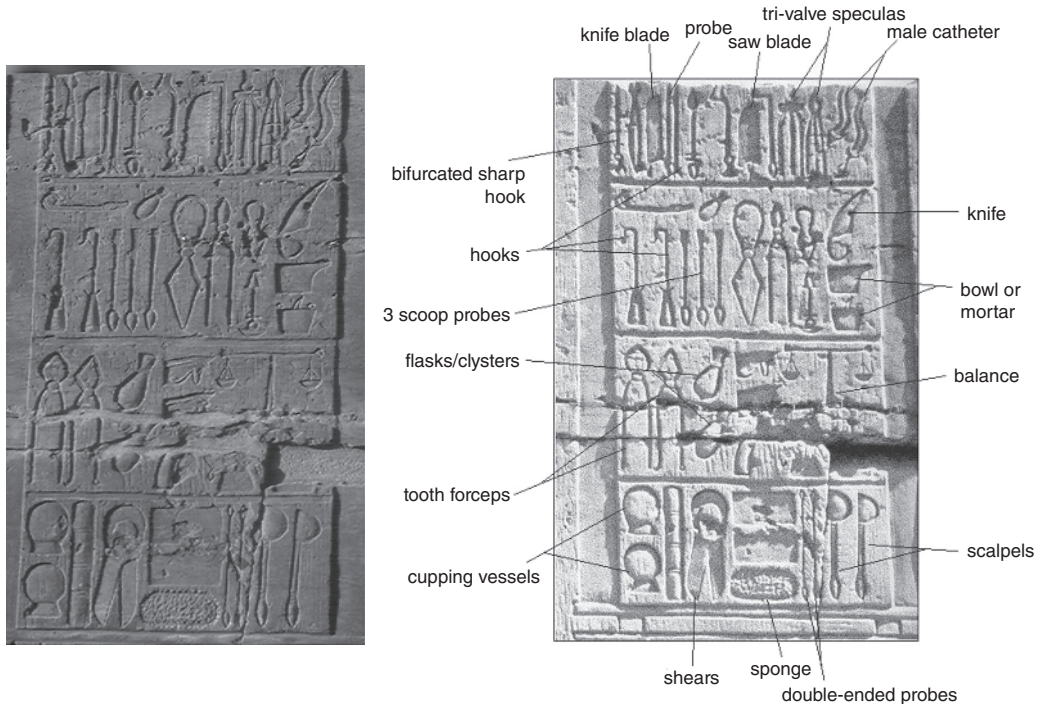 tri-valve speculas
knife blade
probe
saw blade
male catheter
bifurcated sharp
hook
knife
hooks
bowl or
mortar
3 scoop probes
flasks/clysters
balance
tooth forceps
cupping vessels
scalpels
shears
sponge
double-ended probes